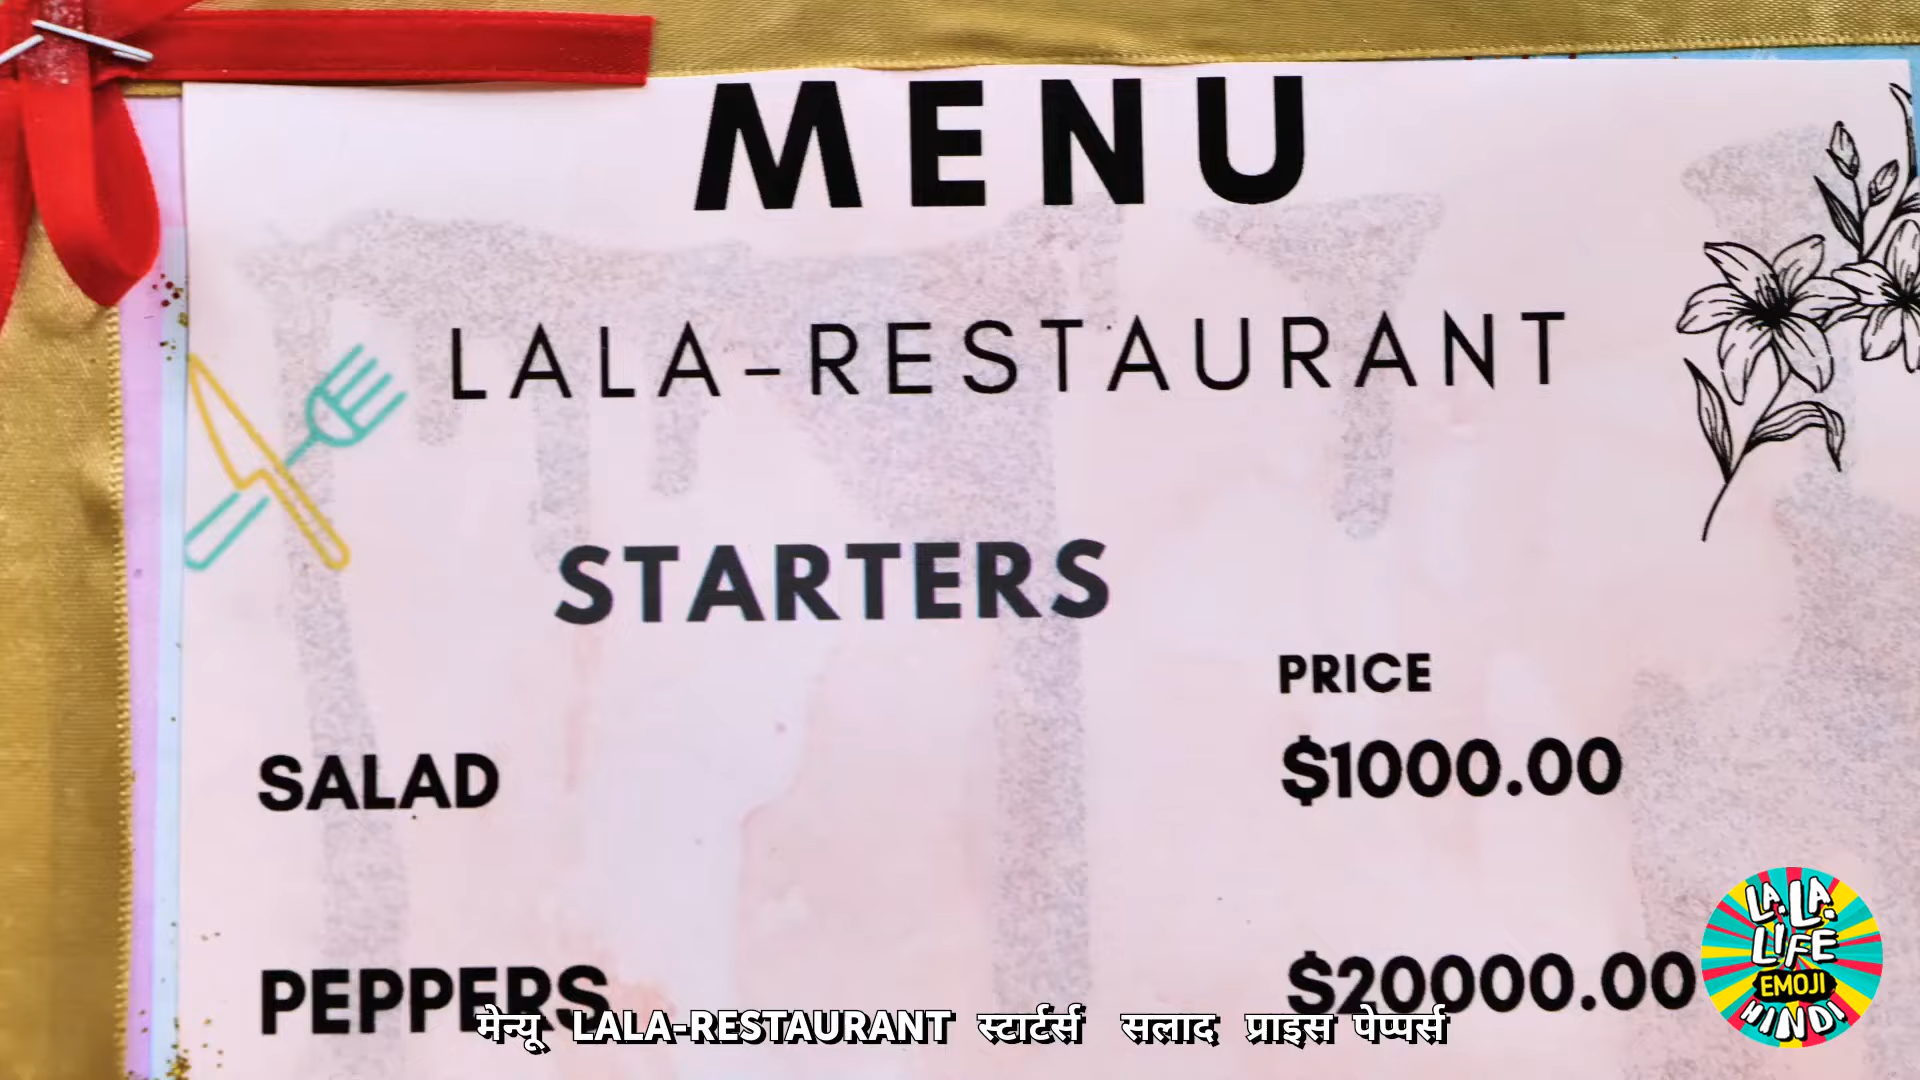 MENU
LALA-RESTAURANT
STARTERS
PRICE
SALAD $1000.00
PEPPERS $20000.00
मेन्यू LALA-RESTAURANT स्टार्टर्स सलाद प्राइस पेप्पर्स
LA.LA.
LIFE
EMOJI
HINDI